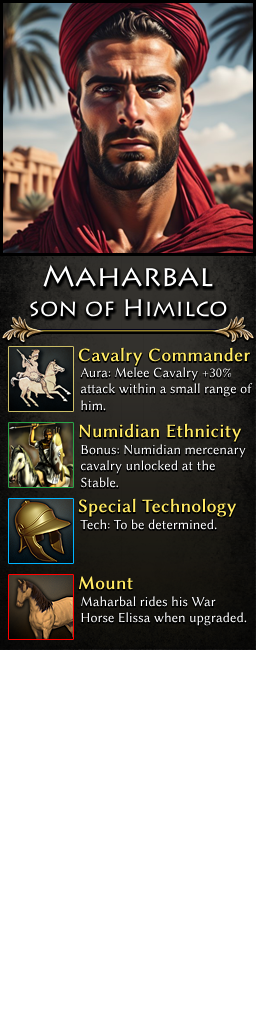 Maharbal
son of Himilco
Cavalry Commander
Aura: Melee Cavalry +30%
attack within a small range of
him.
Numidian Ethnicity
Bonus: Numidian mercenary
cavalry unlocked at the
Stable.
Special Technology
Tech: To be determined.
Mount
Maharbal rides his War
Horse Elissa when upgraded.